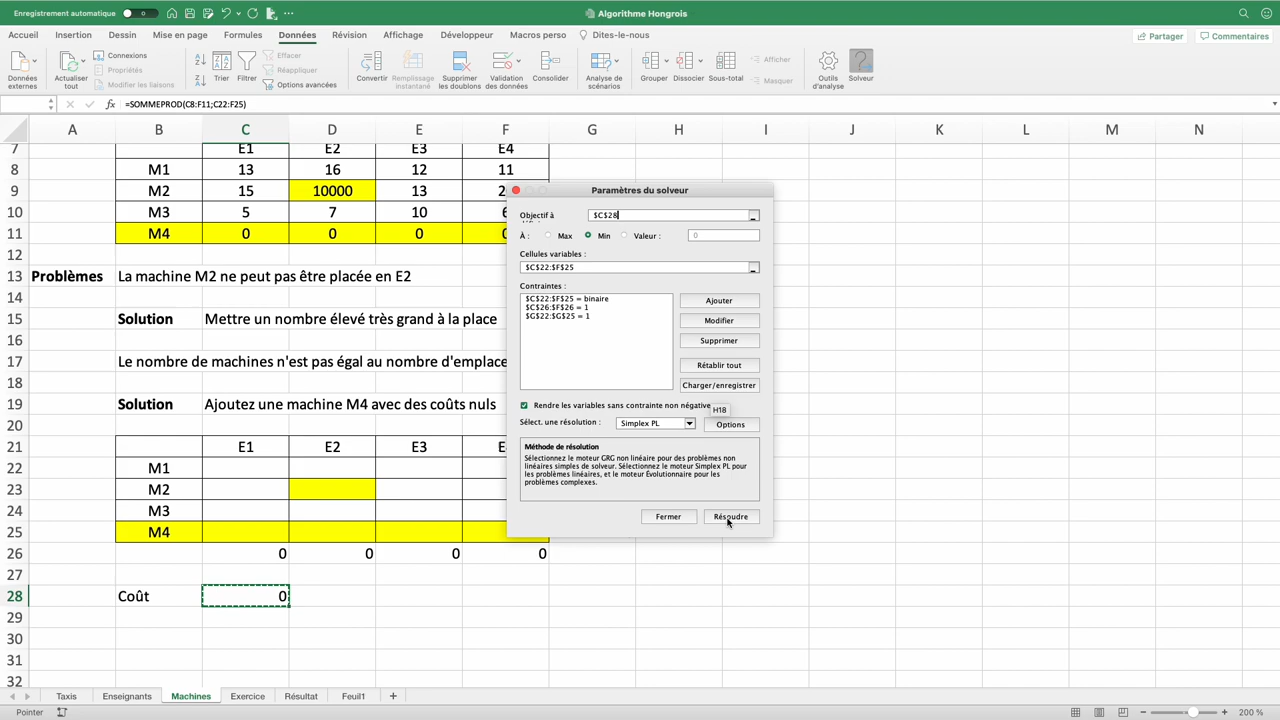 Enregistrement automatique
Algorithme Hongrois
Accueil Insertion Dessin Mise en page Formules Données Révision Affichage Développeur Macros perso Dites-le-nous
Partager Commentaires
Données externes
Actualiser tout
Connexions
Propriétés
Modifier les liaisons
Trier
Filtrer
Effacer
Réappliquer
Options avancées
Convertir
Remplissage instantané
Supprimer les doublons
Validation des données
Consolider
Analyse de scénarios
Grouper
Dissocier
Sous-total
Afficher
Masquer
Outils d'analyse
Solveur
fx =SOMMEPROD(C8:F11;C22:F25)
A B C D E F G H I J K L M N
7 E1 E2 E3 E4
8 M1 13 16 12 11
9 M2 15 10000 13 2
10 M3 5 7 10
11 M4 0 0 0
12
13 Problèmes La machine M2 ne peut pas être placée en E2
14
15 Solution Mettre un nombre élevé très grand à la place
16
17 Le nombre de machines n'est pas égal au nombre d'emplace
18
19 Solution Ajoutez une machine M4 avec des coûts nuls
20
21 E1 E2 E3
22 M1
23 M2
24 M3
25 M4
26 0 0 0 0
27
28 Coût 0
29
30
31
32
Paramètres du solveur
Objectif à $C$28
À : Max Min Valeur : 0
Cellules variables :
$C$22:$F$25
Contraintes :
$C$22:$F$25 = binaire
$C$26:$F$26 = 1
$G$22:$G$25 = 1
Ajouter
Modifier
Supprimer
Rétablir tout
Charger/enregistrer
Rendre les variables sans contrainte non négative
H18
Sélect. une résolution : Simplex PL
Options
Méthode de résolution
Sélectionnez le moteur GRG non linéaire pour des problèmes non
linéaires simples de solveur. Sélectionnez le moteur Simplex PL pour
les problèmes linéaires, et le moteur Évolutionnaire pour les
problèmes complexes.
Fermer Résoudre
Taxis Enseignants Machines Exercice Résultat Feuil1 +
Pointer
200 %